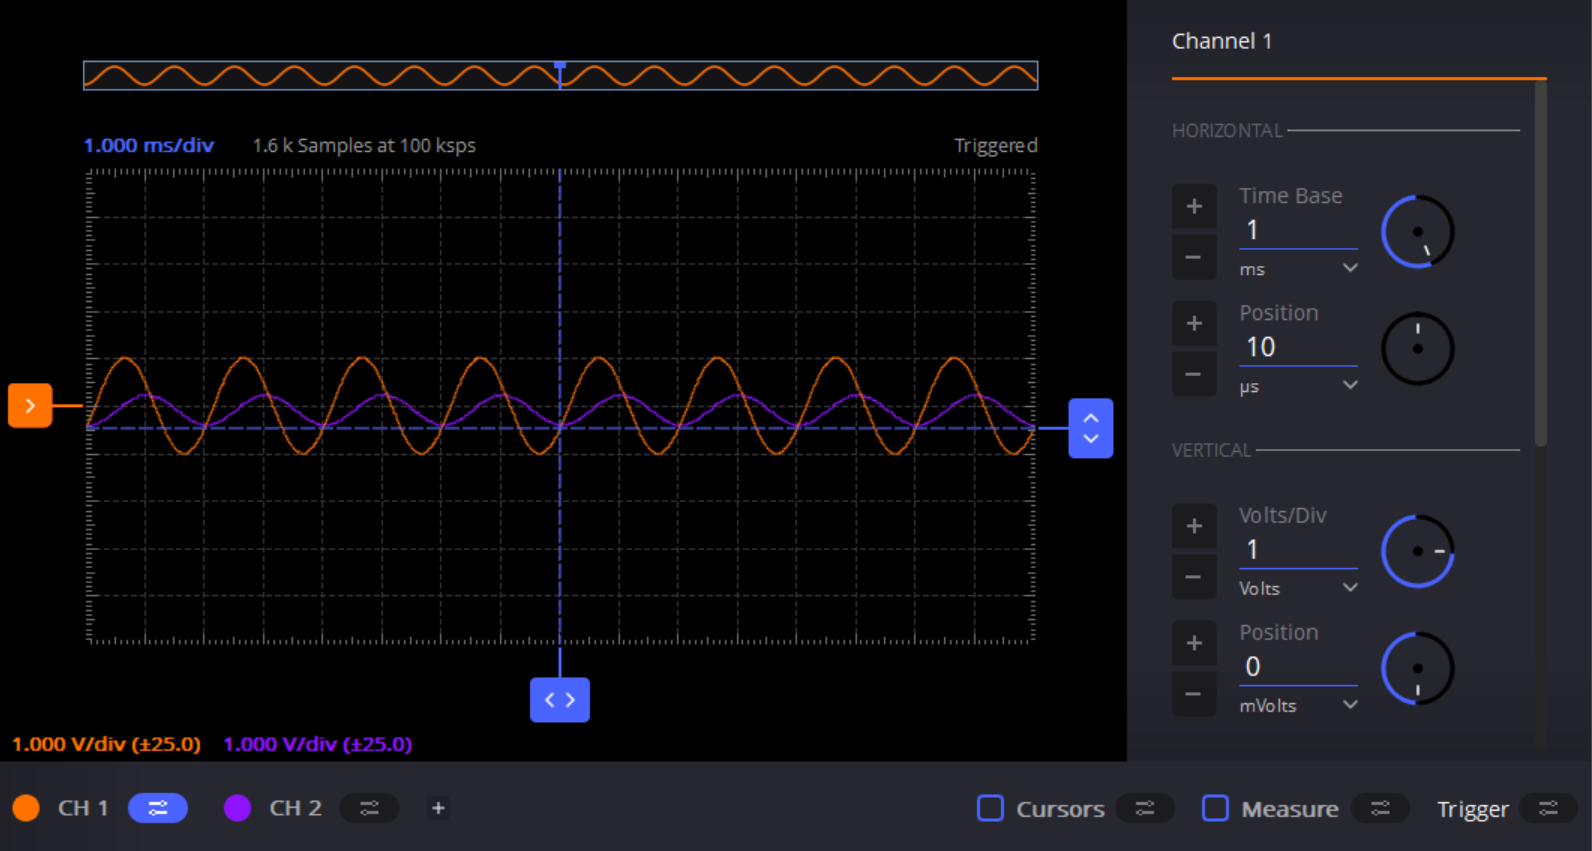 Channel 1
1.000 ms/div 1.6 k Samples at 100 ksps Triggered
HORIZONTAL
Time Base
1
ms
Position
10
µs
VERTICAL
Volts/Div
1
Volts
Position
0
mVolts
1.000 V/div (±25.0) 1.000 V/div (±25.0)
CH 1 CH 2 + Cursors Measure Trigger